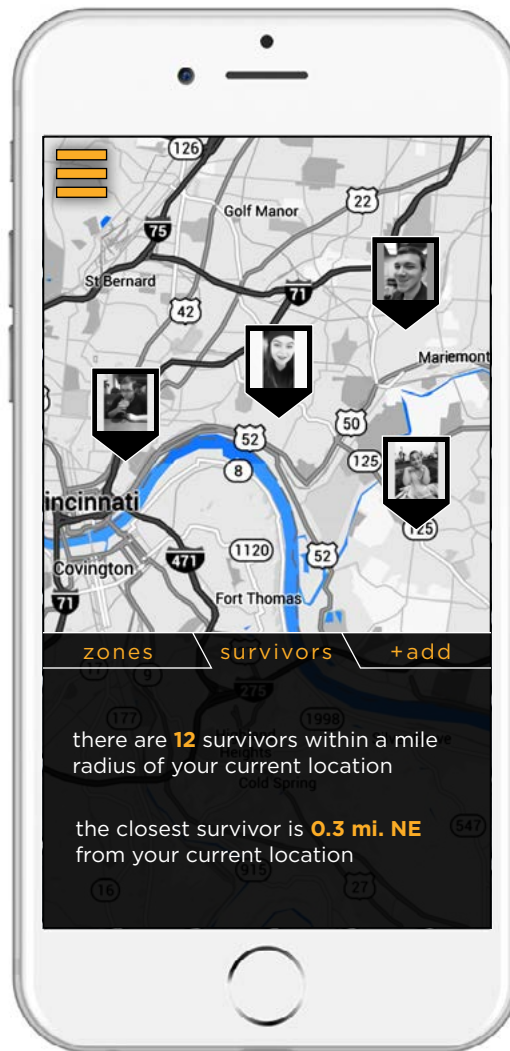 126
22
Golf Manor
75
St Bernard
71
42
Mariemont
50
52
125
8
incinnati
125
1120
52
471
Covington
71
Fort Thomas
zones
survivors
+add
9
275
177
1998
there are 12 survivors within a mile
Heights
radius of your current location
Cold Spring
the closest survivor is 0.3 mi. NE
547
from your current location
915
16
27